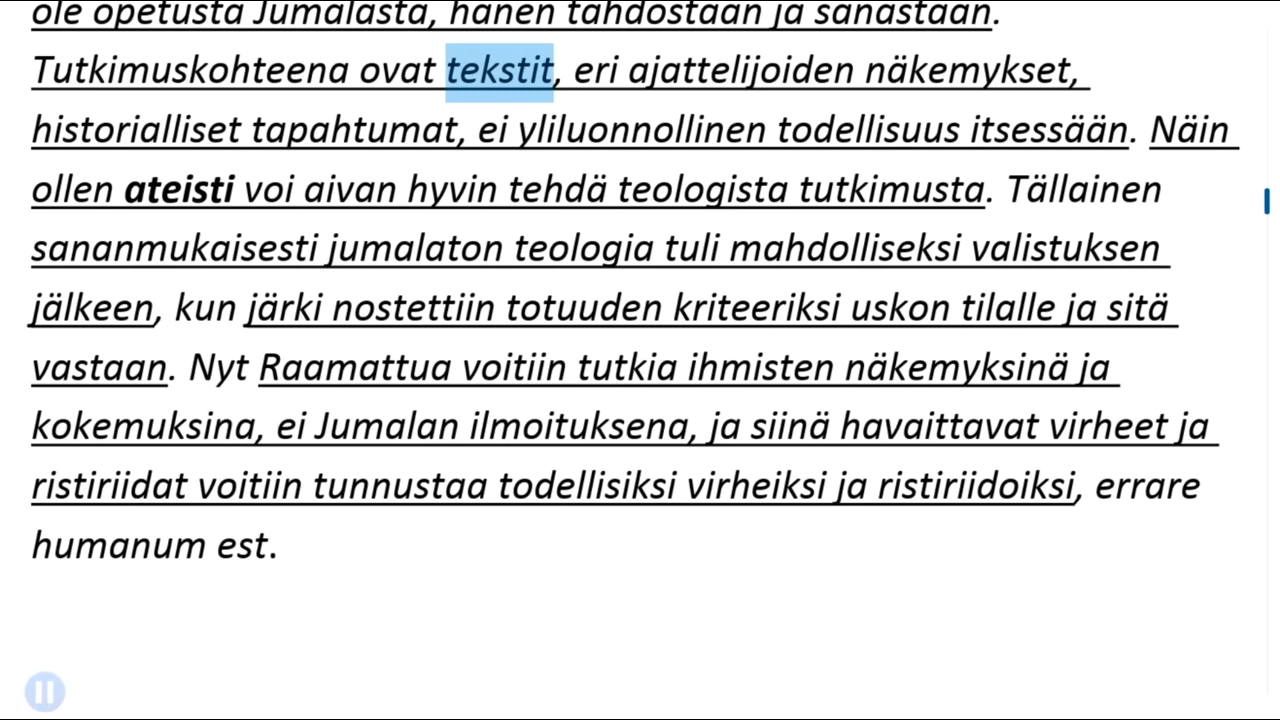 ole opetusta Jumalasta, hänen tahdostaan ja sanastaan.
Tutkimuskohteena ovat tekstit, eri ajattelijoiden näkemykset,
historialliset tapahtumat, ei yliluonnollinen todellisuus itsessään. Näin
ollen ateisti voi aivan hyvin tehdä teologista tutkimusta. Tällainen
sananmukaisesti jumalaton teologia tuli mahdolliseksi valistuksen
jälkeen, kun järki nostettiin totuuden kriteeriksi uskon tilalle ja sitä
vastaan. Nyt Raamattua voitiin tutkia ihmisten näkemyksinä ja
kokemuksina, ei Jumalan ilmoituksena, ja siinä havaittavat virheet ja
ristiriidat voitiin tunnustaa todellisiksi virheiksi ja ristiriidoiksi, errare
humanum est.